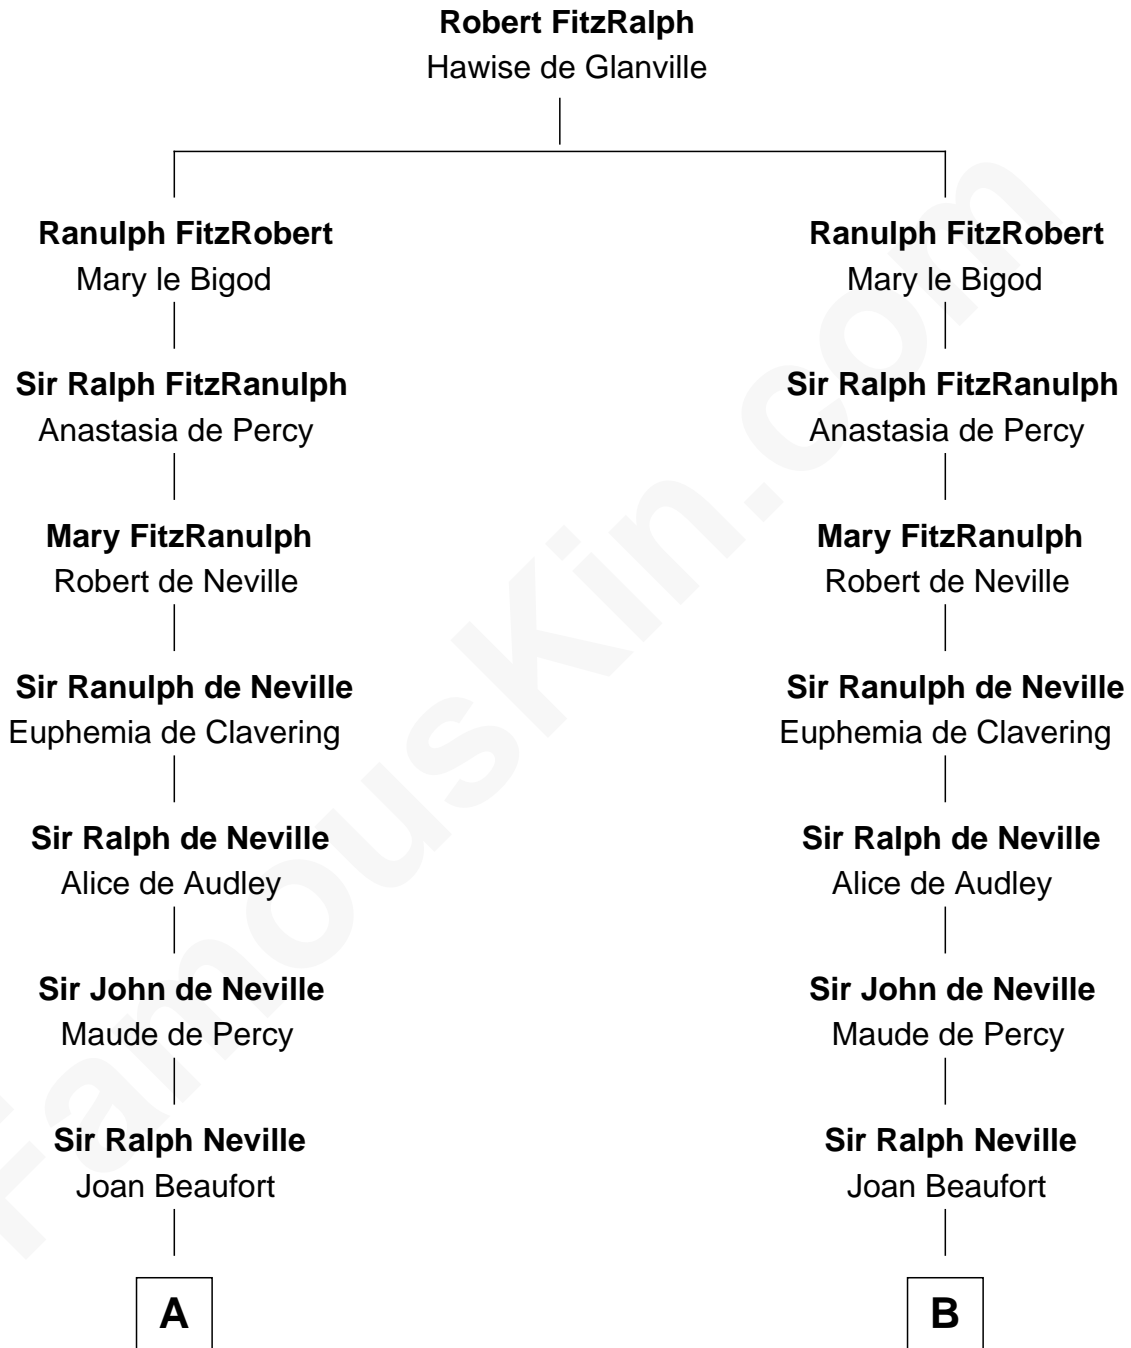 Robert FitzRalph
Hawise de Glanville
Ranulph FitzRobert
Mary le Bigod
Sir Ralph FitzRanulph
Anastasia de Percy
Mary FitzRanulph
Robert de Neville
Sir Ranulph de Neville
Euphemia de Clavering
Sir Ralph de Neville
Alice de Audley
Sir John de Neville
Maude de Percy
Sir Ralph Neville
Joan Beaufort
A
Ranulph FitzRobert
Mary le Bigod
Sir Ralph FitzRanulph
Anastasia de Percy
Mary FitzRanulph
Robert de Neville
Sir Ranulph de Neville
Euphemia de Clavering
Sir Ralph de Neville
Alice de Audley
Sir John de Neville
Maude de Percy
Sir Ralph Neville
Joan Beaufort
B
FamousKin.com